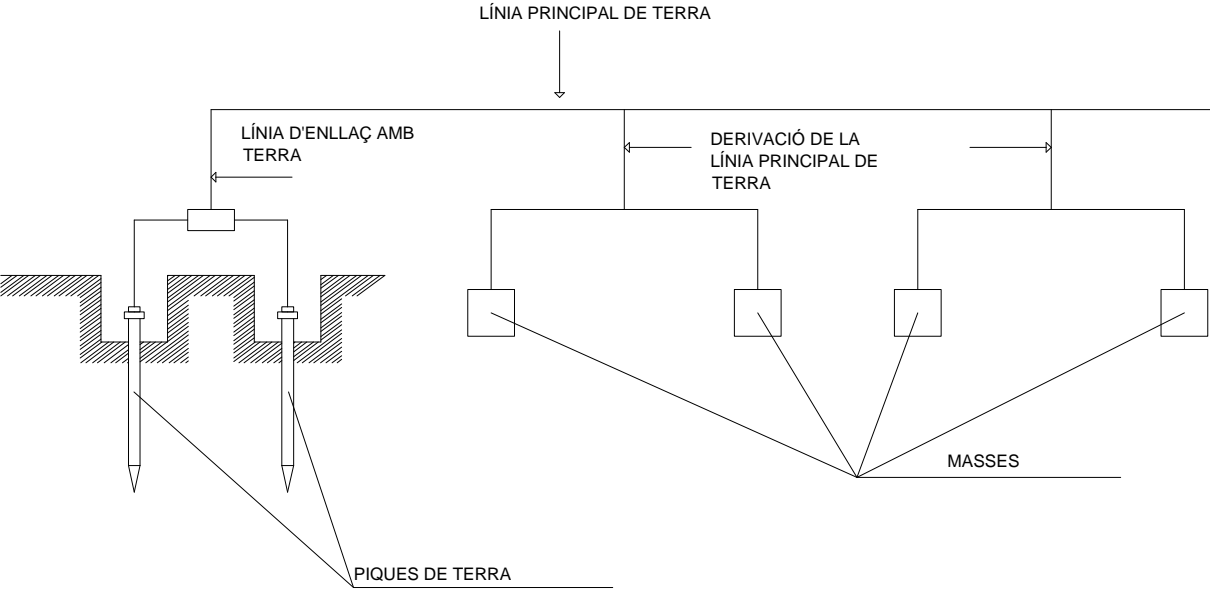 LÍNIA PRINCIPAL DE TERRA
LÍNIA D'ENLLAÇ AMB
TERRA
DERIVACIÓ DE LA
LÍNIA PRINCIPAL DE
TERRA
MASSES
PIQUES DE TERRA